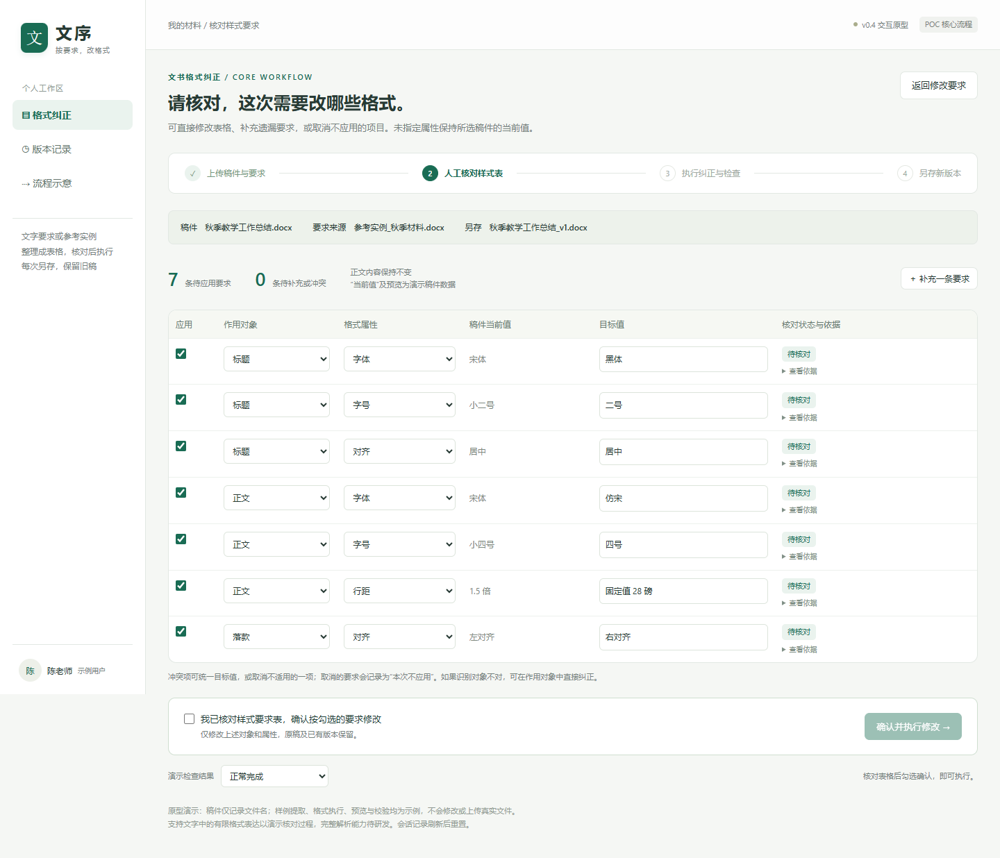 文
文序
按要求，改格式
个人工作区
格式纠正
版本记录
流程示意
文字要求或参考实例
整理成表格，核对后执行
每次另存，保留旧稿
陈
陈老师 示例用户
我的材料 / 核对样式要求
v0.4 交互原型
POC 核心流程
文书格式纠正 / CORE WORKFLOW
请核对，这次需要改哪些格式。
可直接修改表格、补充遗漏要求，或取消不应用的项目。未指定属性保持所选稿件的当前值。
返回修改要求
✓ 上传稿件与要求
2 人工核对样式表
3 执行纠正与检查
4 另存新版本
稿件 秋季教学工作总结.docx 要求来源 参考实例_秋季材料.docx 另存 秋季教学工作总结_v1.docx
7 条待应用要求
0 条待补充或冲突
正文内容保持不变
“当前值”及预览为演示稿件数据
+ 补充一条要求
应用 作用对象 格式属性 稿件当前值 目标值 核对状态与依据
标题 字体 宋体 黑体 待核对
查看依据
标题 字号 小二号 二号 待核对
查看依据
标题 对齐 居中 居中 待核对
查看依据
正文 字体 宋体 仿宋 待核对
查看依据
正文 字号 小四号 四号 待核对
查看依据
正文 行距 1.5 倍 固定值 28 磅 待核对
查看依据
落款 对齐 左对齐 右对齐 待核对
查看依据
冲突项可统一目标值，或取消不适用的一项；取消的要求会记录为“本次不应用”。如果识别对象不对，可在作用对象中直接纠正。
我已核对样式要求表，确认按勾选的要求修改
仅修改上述对象和属性，原稿及已有版本保留。
确认并执行修改 →
演示检查结果 正常完成
核对表格后勾选确认，即可执行。
原型演示：稿件仅记录文件名；样例提取、格式执行、预览与校验均为示例，不会修改或上传真实文件。
支持文字中的有限格式表达以演示核对过程，完整解析能力待研发。会话记录刷新后重置。